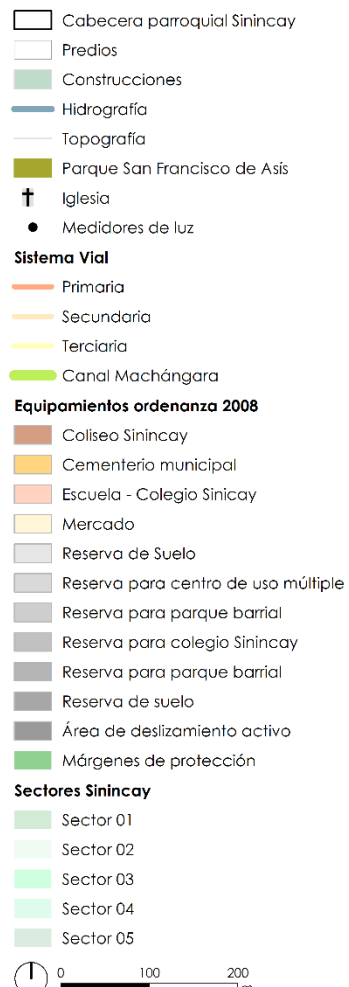 Cabecera parroquial Sinincay
Predios
Construcciones
Hidrografía
Topografía
Parque San Francisco de Asís
Iglesia
Medidores de luz
Sistema Vial
Primaria
Secundaria
Terciaria
Canal Machángara
Equipamientos ordenanza 2008
Coliseo Sinincay
Cementerio municipal
Escuela - Colegio Sinicay
Mercado
Reserva de Suelo
Reserva para centro de uso múltiple
Reserva para parque barrial
Reserva para colegio Sinincay
Reserva para parque barrial
Reserva de suelo
Área de deslizamiento activo
Márgenes de protección
Sectores Sinincay
Sector 01
Sector 02
Sector 03
Sector 04
Sector 05
0 100 200
m